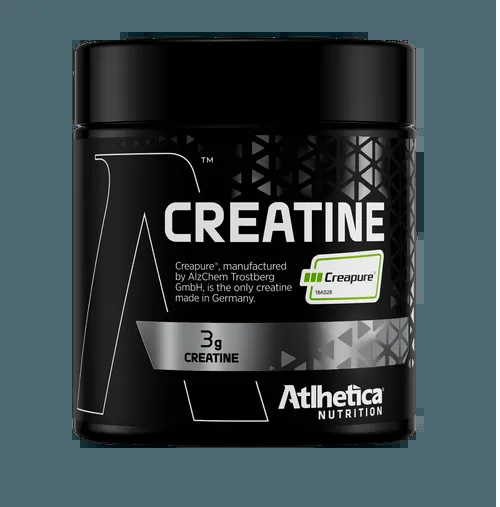 ™
CREATINE
Creapure®, manufactured
by AlzChem Trostberg
GmbH, is the only creatine
made in Germany.
Creapure®
18A528
3g
CREATINE
Atlhetica
NUTRITION